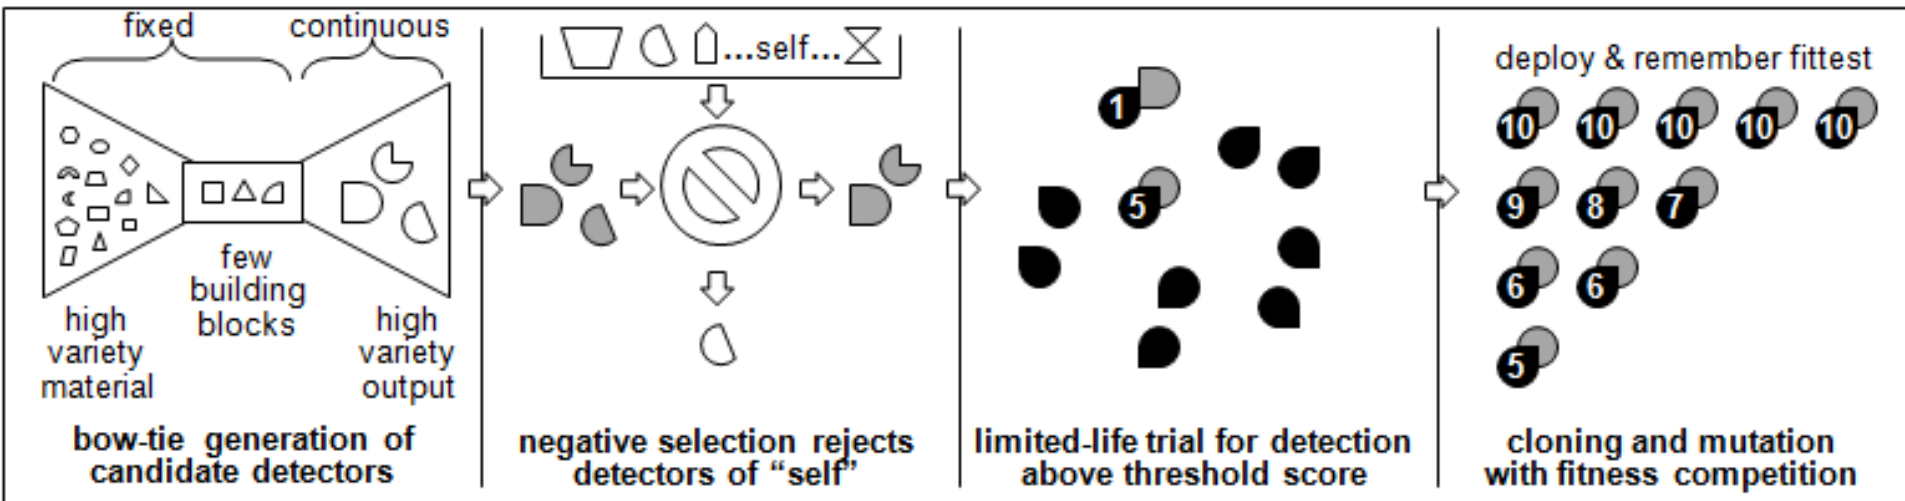 fixed
continuous
high
variety
material
few
building
blocks
high
variety
output
bow-tie generation of
candidate detectors
...self...
negative selection rejects
detectors of “self”
1
5
limited-life trial for detection
above threshold score
deploy & remember fittest
10 10 10 10 10
9 8 7
6 6
5
cloning and mutation
with fitness competition